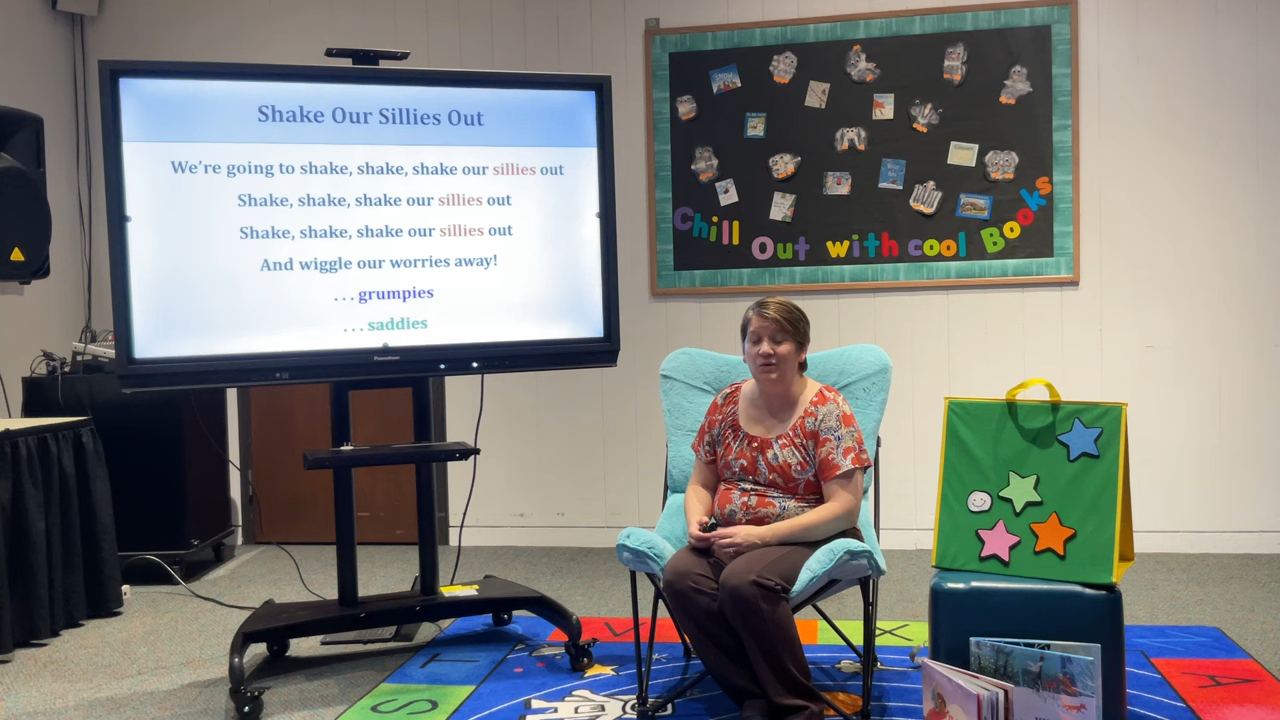 Shake Our Sillies Out
We're going to shake, shake, shake our sillies out
Shake, shake, shake our sillies out
Shake, shake, shake our sillies out
And wiggle our worries away!
...grumpies
...saddies
Promethean
SNOW
Chill Out with cool Books
T
S
V
X
A